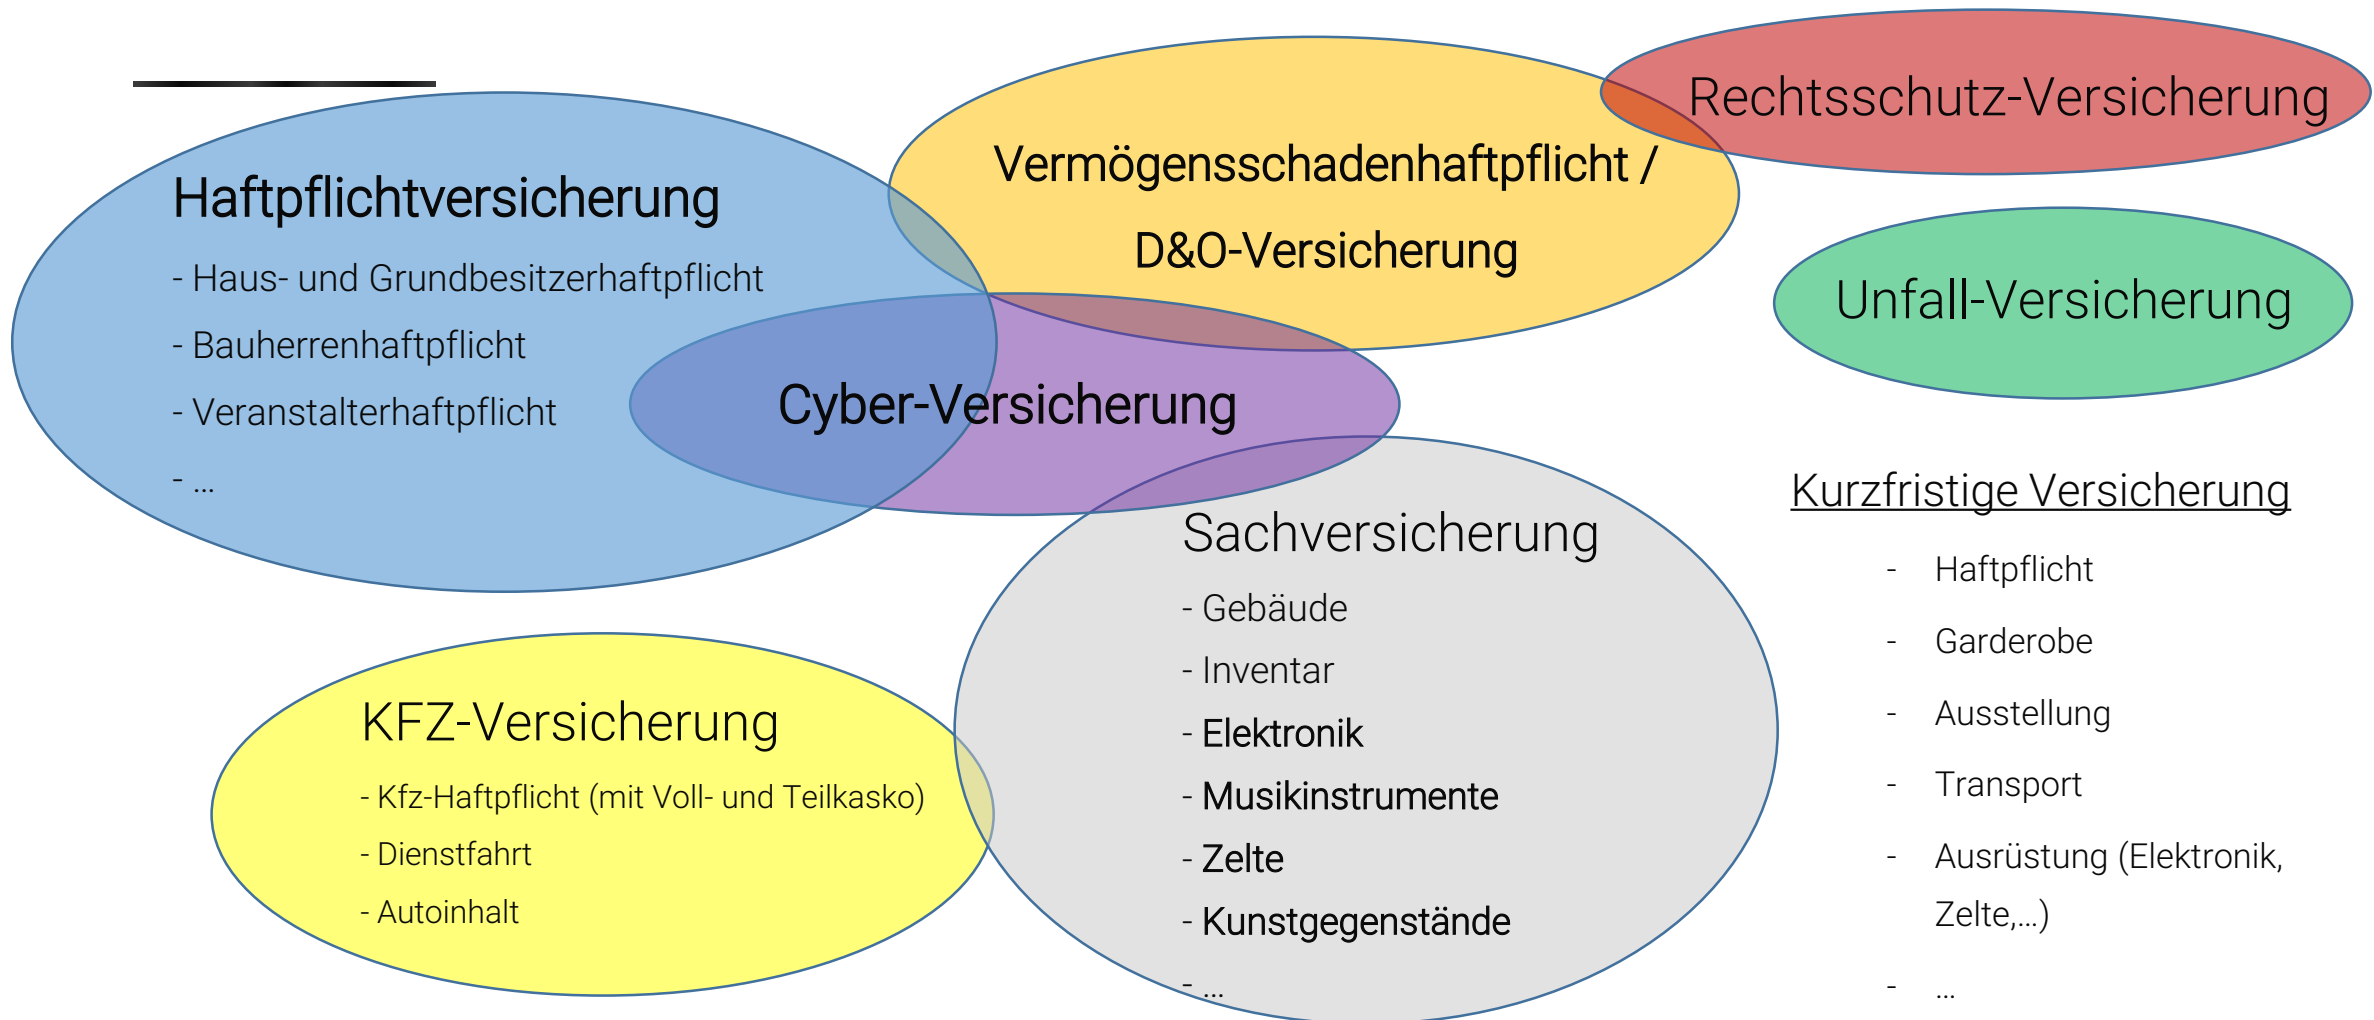 Haftpflichtversicherung
- Haus- und Grundbesitzerhaftpflicht
- Bauherrenhaftpflicht
- Veranstalterhaftpflicht
- ...
Vermögensschadenhaftpflicht /
D&O-Versicherung
Rechtsschutz-Versicherung
Unfall-Versicherung
Cyber-Versicherung
KFZ-Versicherung
- Kfz-Haftpflicht (mit Voll- und Teilkasko)
- Dienstfahrt
- Autoinhalt
Sachversicherung
- Gebäude
- Inventar
- Elektronik
- Musikinstrumente
- Zelte
- Kunstgegenstände
- ...
Kurzfristige Versicherung
- Haftpflicht
- Garderobe
- Ausstellung
- Transport
- Ausrüstung (Elektronik,
Zelte,...)
- ...